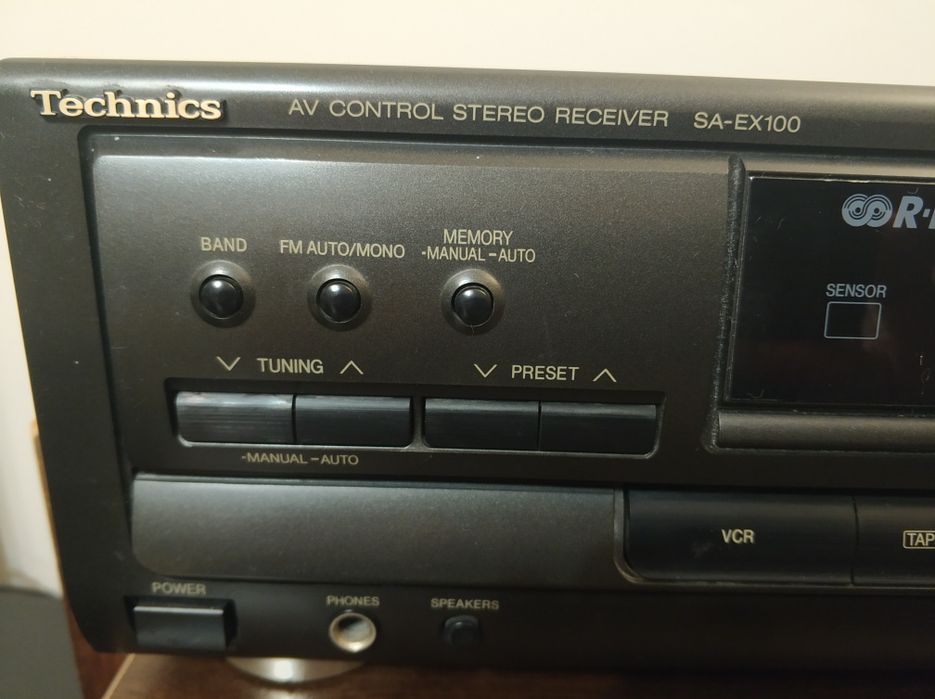 Technics AV CONTROL STEREO RECEIVER SA-EX100
BAND FM AUTO/MONO MEMORY
-MANUAL -AUTO
SENSOR
TUNING PRESET
-MANUAL -AUTO
VCR
POWER PHONES SPEAKERS